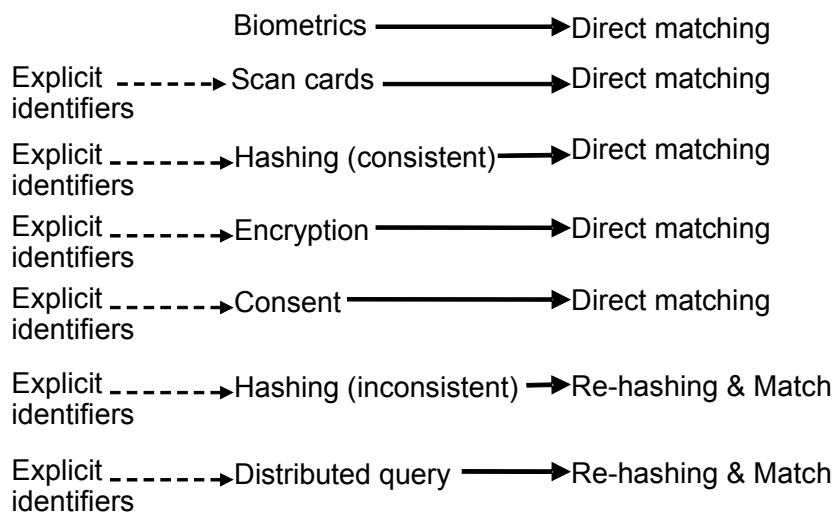 Biometrics Direct matching
Explicit identifiers Scan cards Direct matching
Explicit identifiers Hashing (consistent) Direct matching
Explicit identifiers Encryption Direct matching
Explicit identifiers Consent Direct matching
Explicit identifiers Hashing (inconsistent) Re-hashing & Match
Explicit identifiers Distributed query Re-hashing & Match